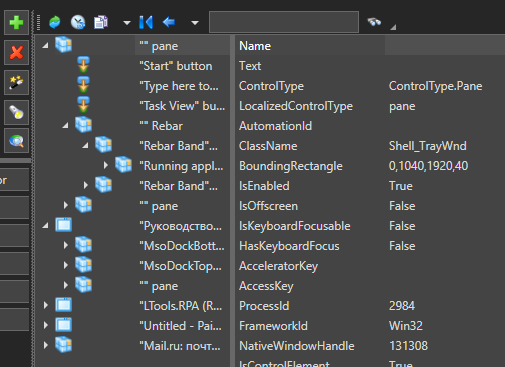 "" pane Name
"Start" button Text
"Type here to... ControlType ControlType.Pane
"Task View" bu... LocalizedControlType pane
"" Rebar AutomationId
"Rebar Band"... ClassName Shell_TrayWnd
"Running appl... BoundingRectangle 0,1040,1920,40
"Rebar Band"... IsEnabled True
"" pane IsOffscreen False
"Руководство... IsKeyboardFocusable False
"MsoDockBott... HasKeyboardFocus False
"MsoDockTop... AcceleratorKey
"" pane AccessKey
"LTools.RPA (R... ProcessId 2984
"Untitled - Pai... FrameworkId Win32
"Mail.ru: почт... NativeWindowHandle 131308
IsControlElement True
or